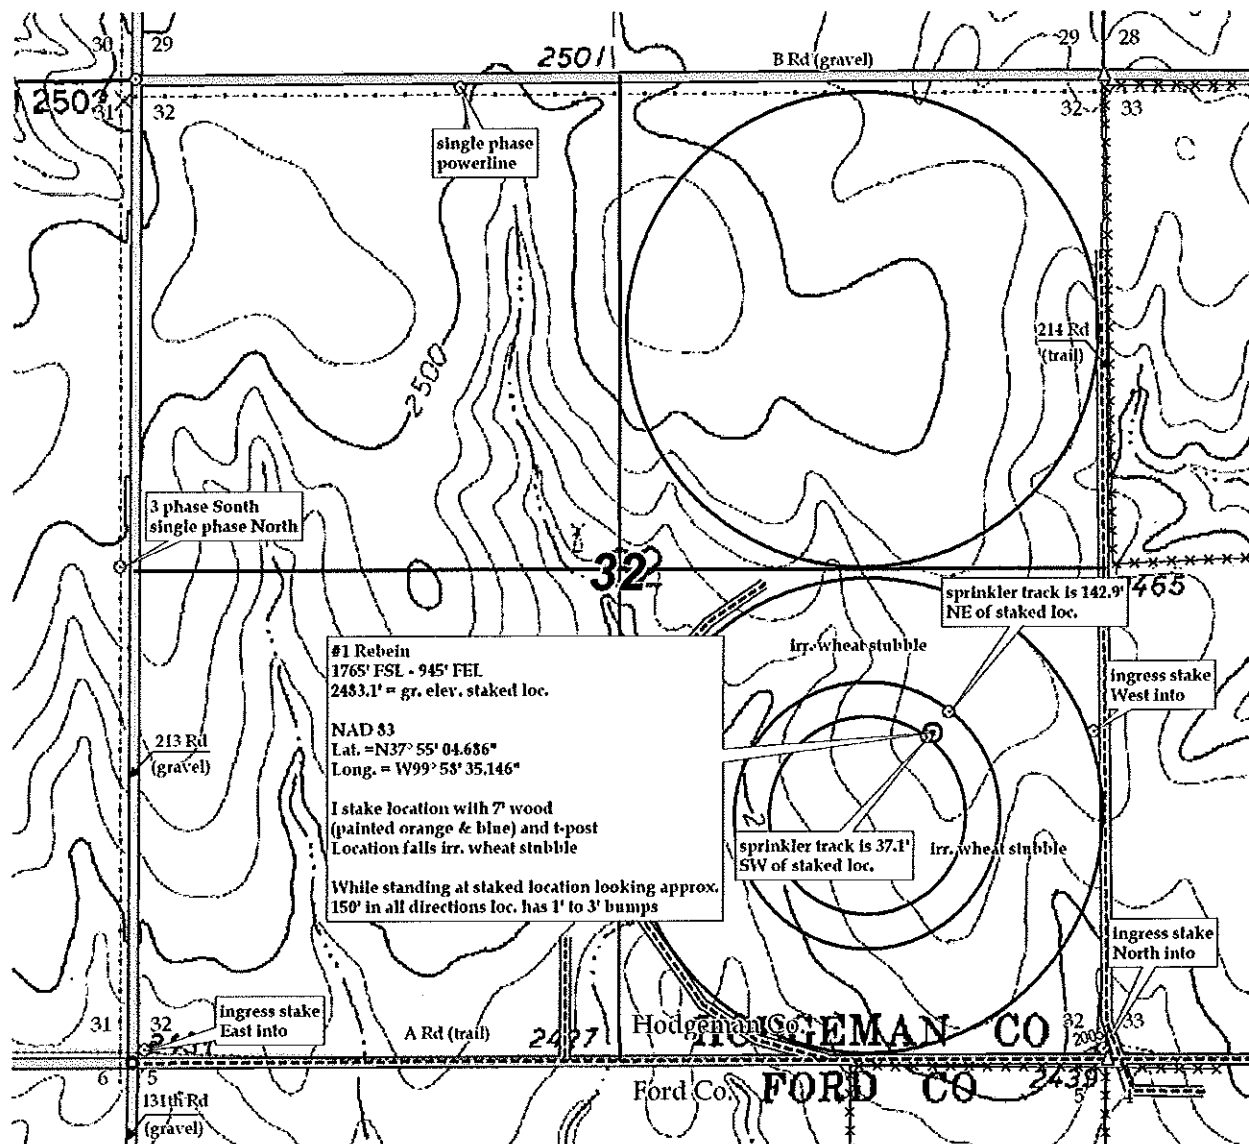 30
29
2501
B Rd (gravel)
29
28
31
32
32
33
single phase
powerline
2500
214 Rd
(trail)
3 phase South
single phase North
32
sprinkler track is 142.9'
NE of staked loc.
irr. wheat stubble
#1 Rebein
1765' FSL - 945' FEL
2483.1' = gr. elev. staked loc.
NAD 83
Lat. =N37° 55' 04.686"
Long. = W99° 58' 35.146"
I stake location with 7' wood
(painted orange & blue) and t-post
Location falls irr. wheat stubble
While standing at staked location looking approx.
150' in all directions loc. has 1' to 3' bumps
ingress stake
West into
213 Rd
(gravel)
sprinkler track is 37.1'
SW of staked loc.
irr. wheat stubble
ingress stake
North into
ingress stake
East into
31
32
A Rd (trail)
Hodgeman Co.
CO
32
33
6
5
Ford Co.
FORD CO
2439
5
131th Rd
(gravel)